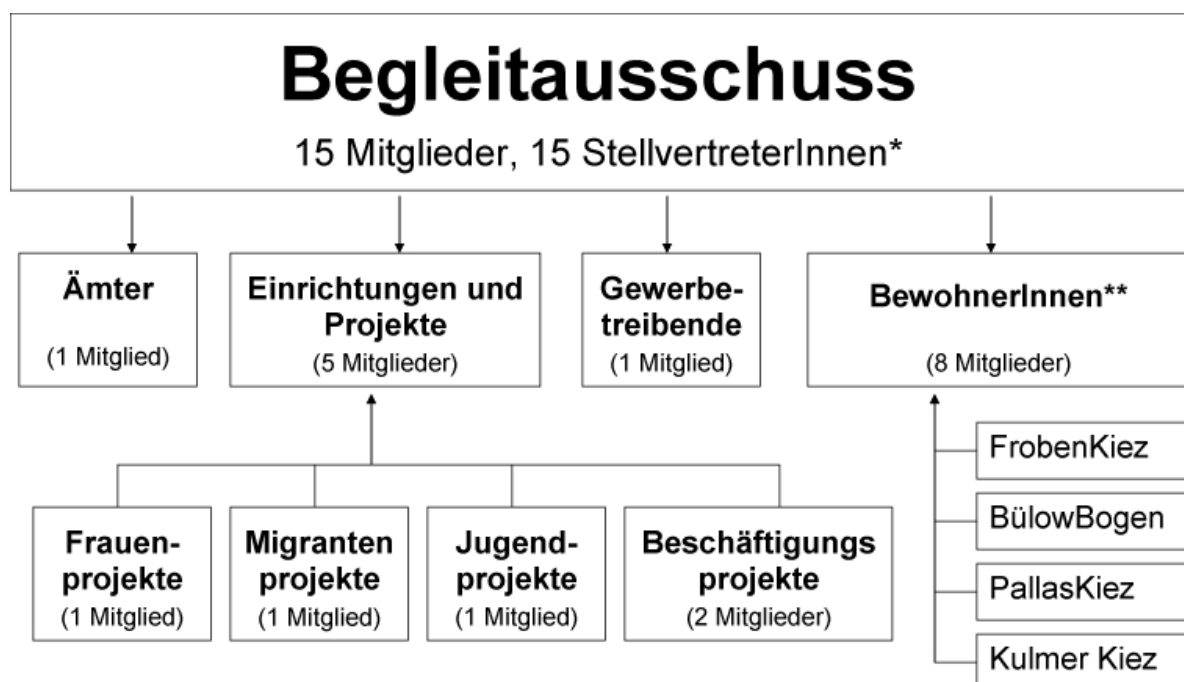 Begleitausschuss
15 Mitglieder, 15 StellvertreterInnen*
Ämter
(1 Mitglied)
Einrichtungen und
Projekte
(5 Mitglieder)
Gewerbe-
treibende
(1 Mitglied)
BewohnerInnen**
(8 Mitglieder)
Frauen-
projekte
(1 Mitglied)
Migranten
projekte
(1 Mitglied)
Jugend-
projekte
(1 Mitglied)
Beschäftigungs
projekte
(2 Mitglieder)
FrobenKiez
BülowBogen
PallasKiez
Kulmer Kiez